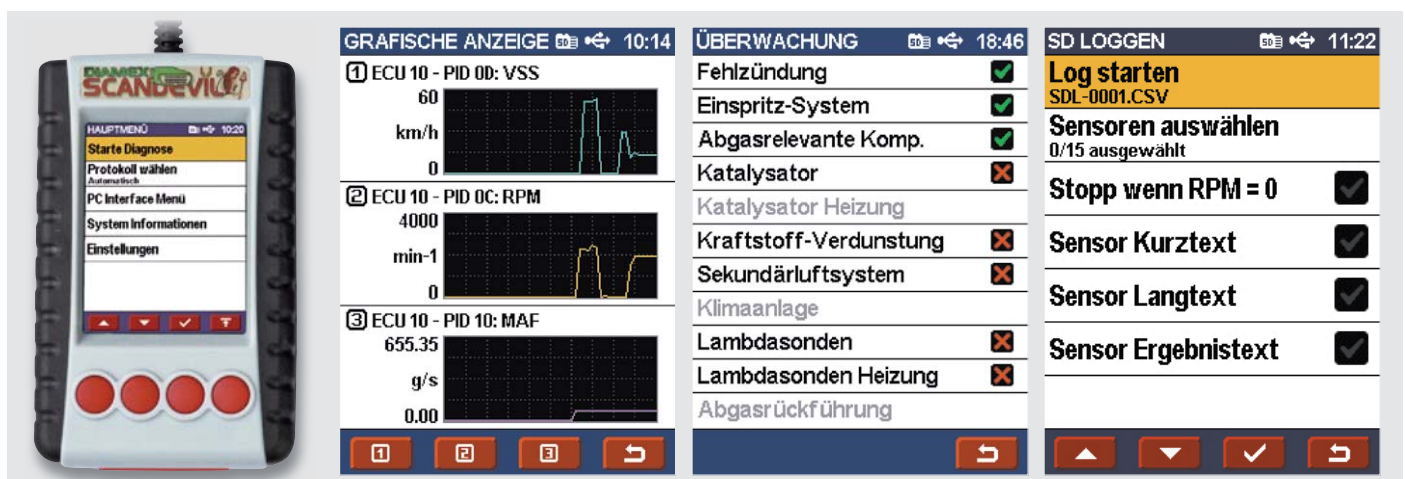 DIAMEX
SCANDEVIL
HAUPTMENÜ 10:20
Starte Diagnose
Protokoll wählen
Automatisch
PC Interface Menü
System Informationen
Einstellungen
GRAFISCHE ANZEIGE SD 10:14
1 ECU 10 - PID 0D: VSS
60
km/h
0
2 ECU 10 - PID 0C: RPM
4000
min-1
0
3 ECU 10 - PID 10: MAF
655.35
g/s
0.00
1 2 3
ÜBERWACHUNG SD 18:46
Fehlzündung
Einspritz-System
Abgasrelevante Komp.
Katalysator
Katalysator Heizung
Kraftstoff-Verdunstung
Sekundärluftsystem
Klimaanlage
Lambdasonden
Lambdasonden Heizung
Abgasrückführung
SD LOGGEN SD 11:22
Log starten
SDL-0001.CSV
Sensoren auswählen
0/15 ausgewählt
Stopp wenn RPM = 0
Sensor Kurztext
Sensor Langtext
Sensor Ergebnistext